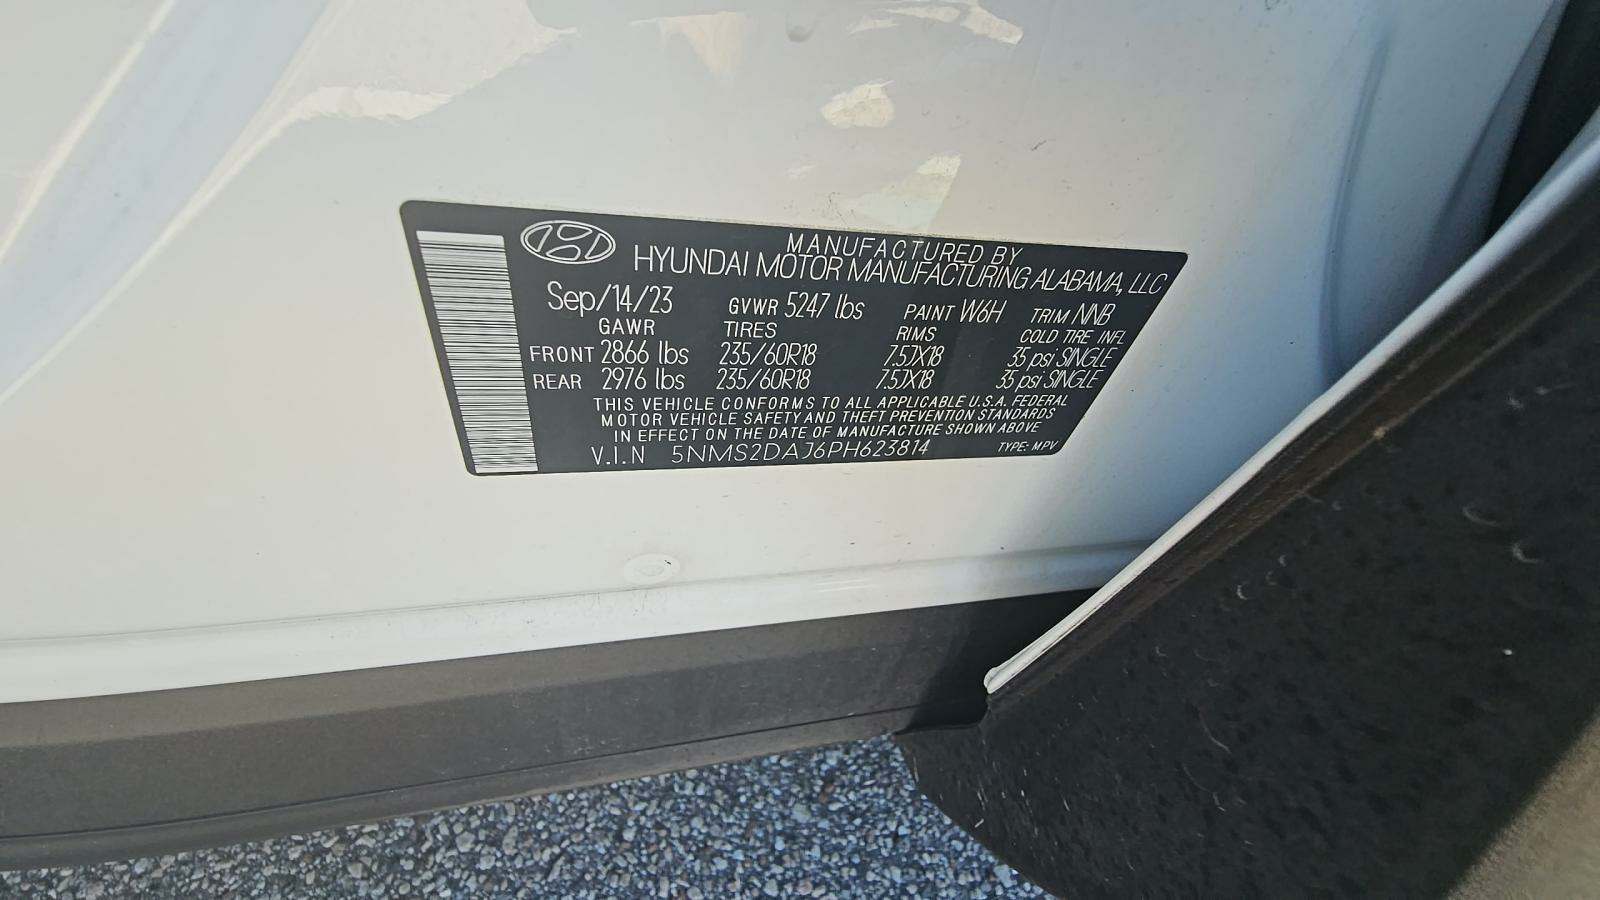 MANUFACTURED BY
HYUNDAI MOTOR MANUFACTURING ALABAMA, LLC
Sep/14/23 GVWR 5247 lbs PAINT W6H TRIM NNB
GAWR TIRES RIMS COLD TIRE INFL
FRONT 2866 lbs 235/60R18 7.5JX18 35 psi SINGLE
REAR 2976 lbs 235/60R18 7.5JX18 35 psi SINGLE
THIS VEHICLE CONFORMS TO ALL APPLICABLE U.S.A. FEDERAL
MOTOR VEHICLE SAFETY AND THEFT PREVENTION STANDARDS
IN EFFECT ON THE DATE OF MANUFACTURE SHOWN ABOVE
V.I.N 5NMS2DAJ6PH623814 TYPE: MPV